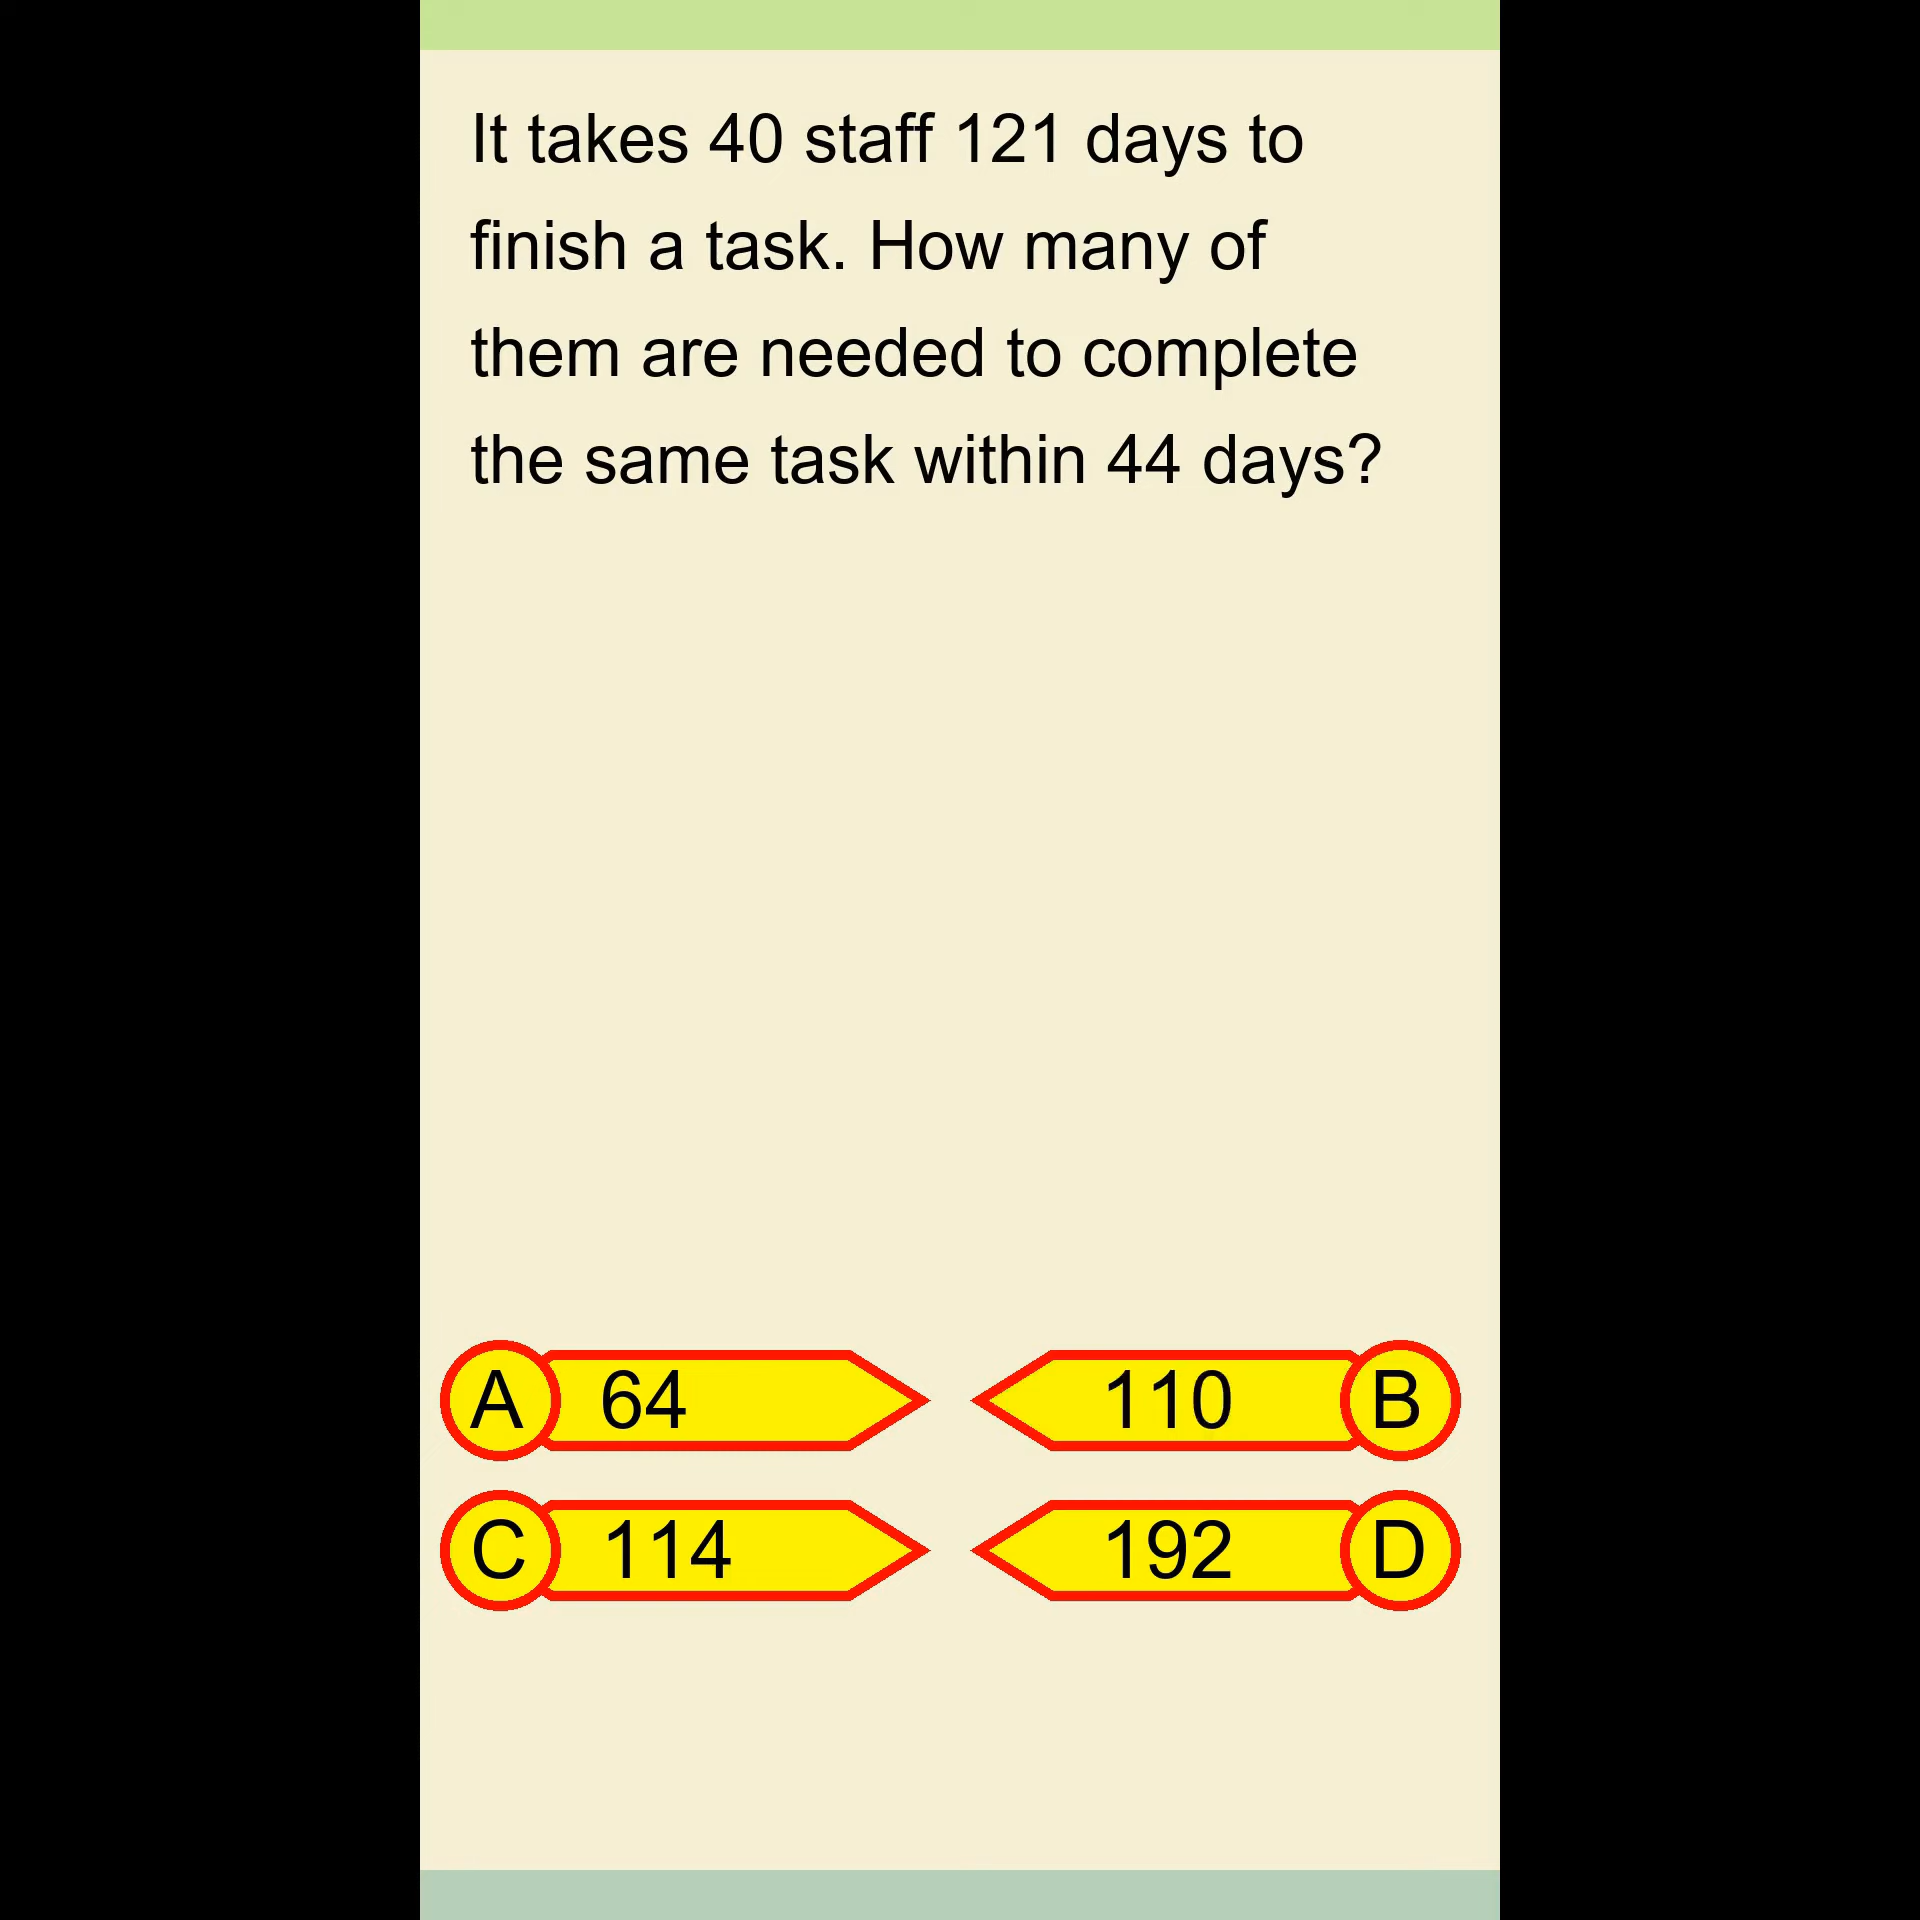 It takes 40 staff 121 days to
finish a task. How many of
them are needed to complete
the same task within 44 days?
A 64
110 B
C 114
192 D